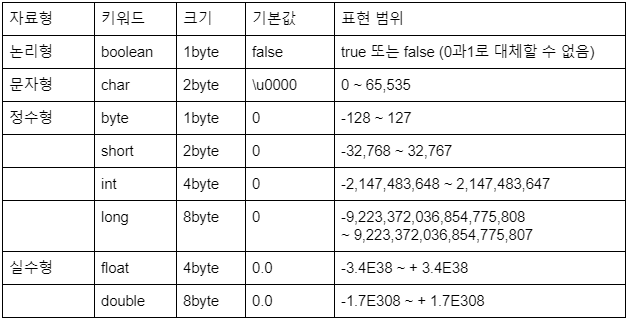 자료형 키워드 크기 기본값 표현 범위
논리형 boolean 1byte false true 또는 false (0과1로 대체할 수 없음)
문자형 char 2byte \u0000 0 ~ 65,535
정수형 byte 1byte 0 -128 ~ 127
short 2byte 0 -32,768 ~ 32,767
int 4byte 0 -2,147,483,648 ~ 2,147,483,647
long 8byte 0 -9,223,372,036,854,775,808
~ 9,223,372,036,854,775,807
실수형 float 4byte 0.0 -3.4E38 ~ + 3.4E38
double 8byte 0.0 -1.7E308 ~ + 1.7E308